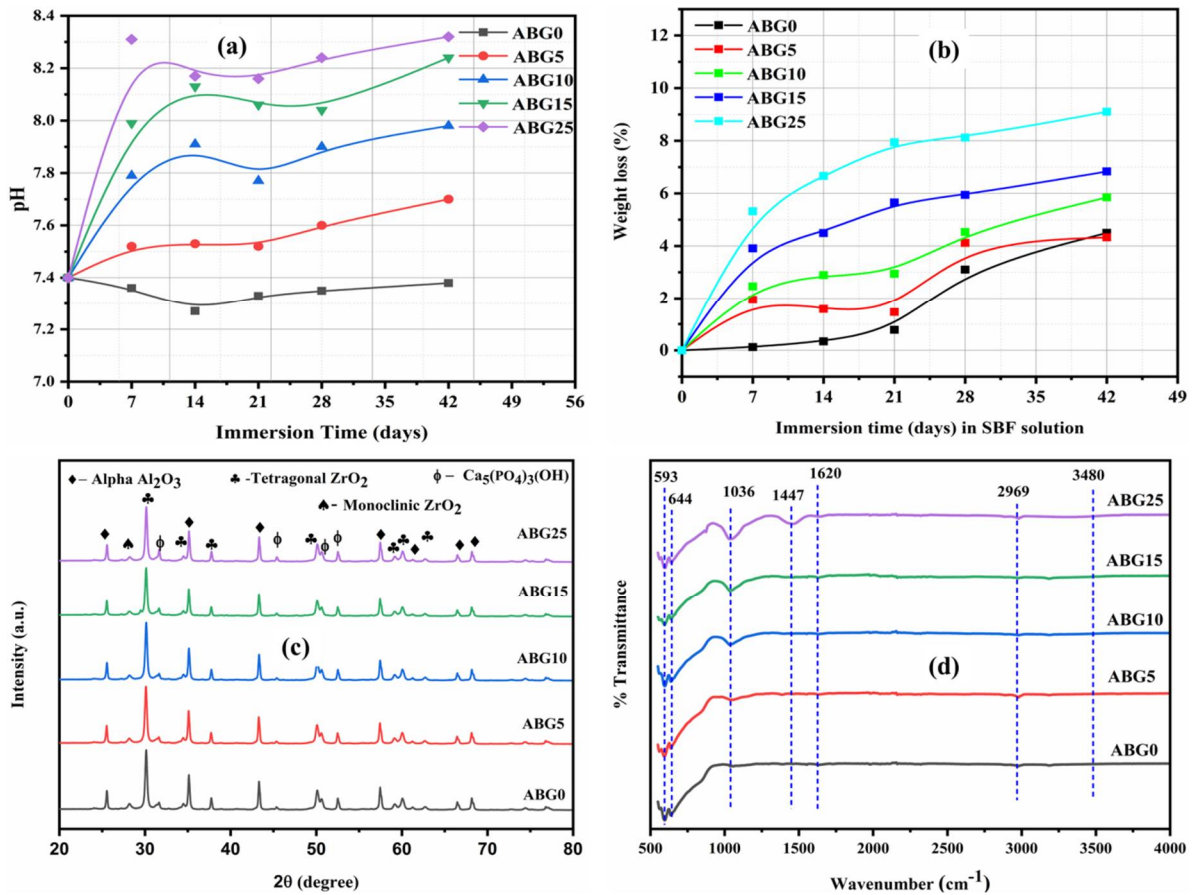 (a)
ABG0
ABG5
ABG10
ABG15
ABG25
8.4
8.2
8.0
7.8
7.6
7.4
7.2
7.0
pH
0 7 14 21 28 35 42 49 56
Immersion Time (days)
(b)
ABG0
ABG5
ABG10
ABG15
ABG25
12
10
8
6
4
2
0
Weight loss (%)
0 7 14 21 28 35 42 49
Immersion time (days) in SBF solution
♦– Alpha Al₂O₃ ♣-Tetragonal ZrO₂ ϕ– Ca₅(PO₄)₃(OH)
♠- Monoclinic ZrO₂
ABG25
ABG15
(c)
ABG10
ABG5
ABG0
Intensity (a.u.)
20 30 40 50 60 70 80
2θ (degree)
593 644 1036 1447 1620 2969 3480
ABG25
ABG15
ABG10
(d)
ABG5
ABG0
% Transmittance
500 1000 1500 2000 2500 3000 3500 4000
Wavenumber (cm⁻¹)